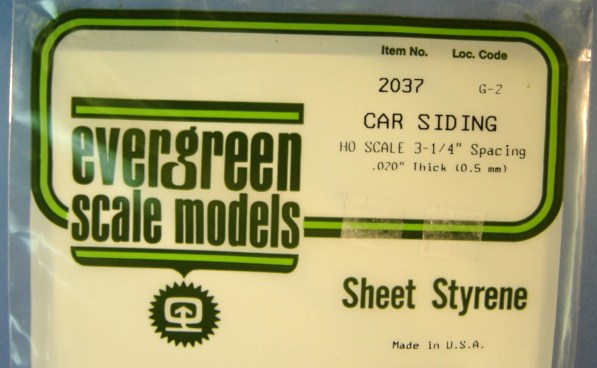 Item No. Loc. Code
2037 G-2
CAR SIDING
HO SCALE 3-1/4" Spacing
.020" Thick (0.5 mm)
evergreen
scale models
Sheet Styrene
Made in U.S.A.